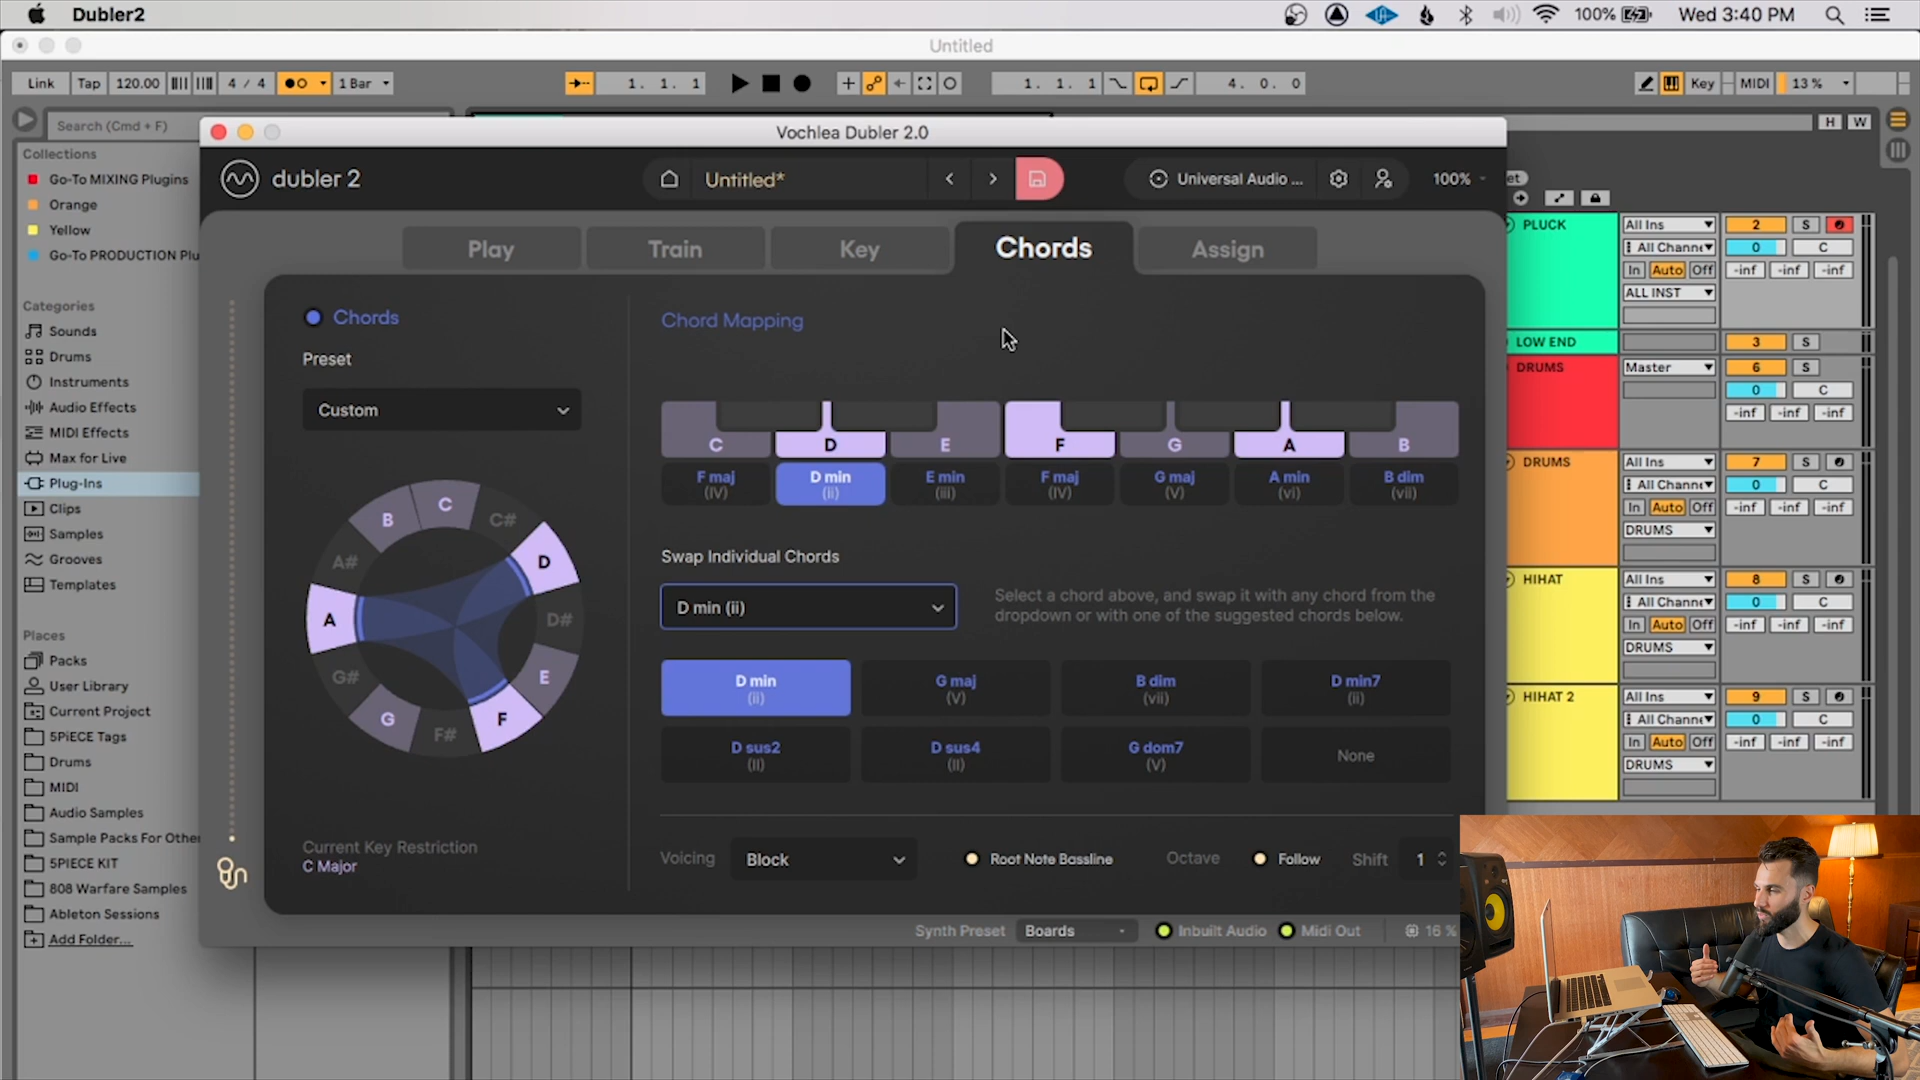 Dubler2
100%
Wed 3:40 PM
Untitled
Link
Tap
120.00
4 / 4
1 Bar
1. 1. 1
1. 1. 1
4. 0. 0
Key
MIDI
13 %
Search (Cmd + F)
H
W
Vochlea Dubler 2.0
dubler 2
Untitled*
Universal Audio ...
100%
Play
Train
Key
Chords
Assign
Collections
Go-To MIXING Plugins
Orange
Yellow
Go-To PRODUCTION Plu
Categories
Sounds
Drums
Instruments
Audio Effects
MIDI Effects
Max for Live
Plug-Ins
Clips
Samples
Grooves
Templates
Places
Packs
User Library
Current Project
5PiECE Tags
Drums
MIDI
Audio Samples
Sample Packs For Other
5PIECE KIT
808 Warfare Samples
Ableton Sessions
Add Folder...
Chords
Preset
Custom
C
C#
D
D#
E
F
F#
G
G#
A
A#
B
Current Key Restriction
C Major
Chord Mapping
C D E F G A B
F maj D min E min F maj G maj A min B dim
(IV) (ii) (iii) (IV) (V) (vi) (vii)
Swap Individual Chords
D min (ii)
Select a chord above, and swap it with any chord from the
dropdown or with one of the suggested chords below.
D min G maj B dim D min7
(ii) (V) (vii) (ii)
D sus2 D sus4 G dom7 None
(II) (II) (V)
Voicing
Block
Root Note Bassline
Octave
Follow
Shift
1
Synth Preset
Boards
Inbuilt Audio
Midi Out
16 %
PLUCK
All Ins
2
S
All Channe
0
C
In Auto Off
-inf -inf -inf
ALL INST
LOW END
3
S
DRUMS
Master
6
S
0
C
-inf -inf -inf
DRUMS
All Ins
7
S
All Channe
0
C
In Auto Off
-inf -inf -inf
DRUMS
HIHAT
All Ins
8
S
All Channe
0
C
In Auto Off
-inf -inf -inf
DRUMS
HIHAT 2
All Ins
9
S
All Channe
0
C
In Auto Off
-inf -inf -inf
DRUMS